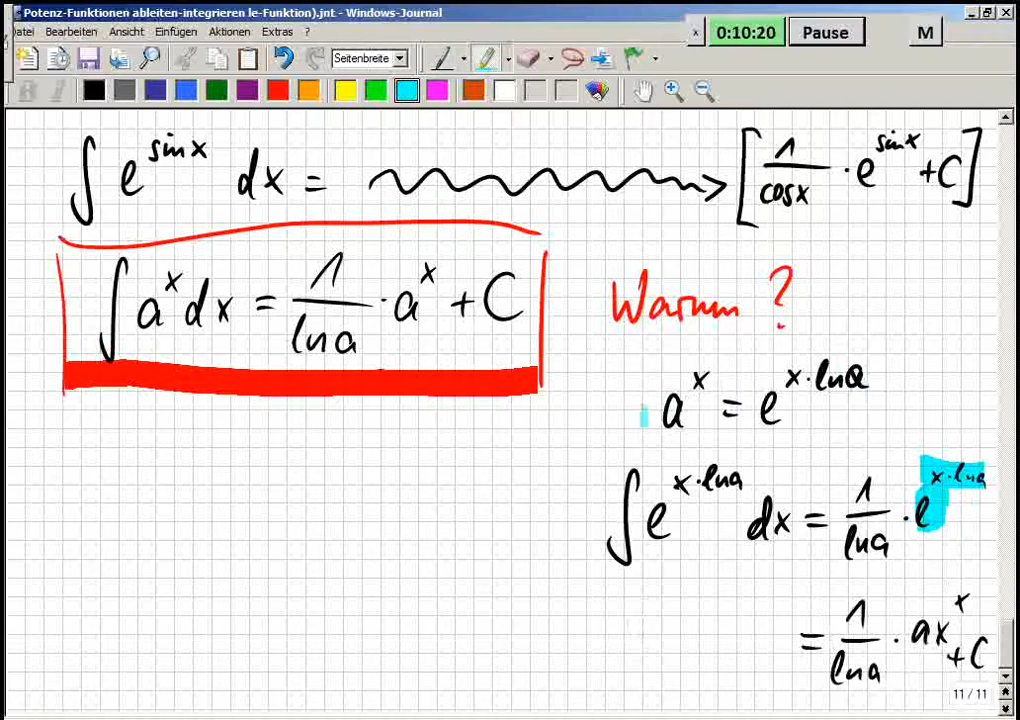 Potenz-Funktionen ableiten-integrieren le-Funktion).jnt - Windows-Journal
x 0:10:20 Pause M
Datei Bearbeiten Ansicht Einfügen Aktionen Extras ?
Seitenbreite
∫ e^(sin x) dx = [1/cos x · e^(sin x) + C]
∫ a^x dx = 1/ln a · a^x + C
Warum ?
a^x = e^(x·ln a)
∫ e^(x·ln a) dx = 1/ln a · e^(x·ln a)
= 1/ln a · ax^x + C
11 / 11